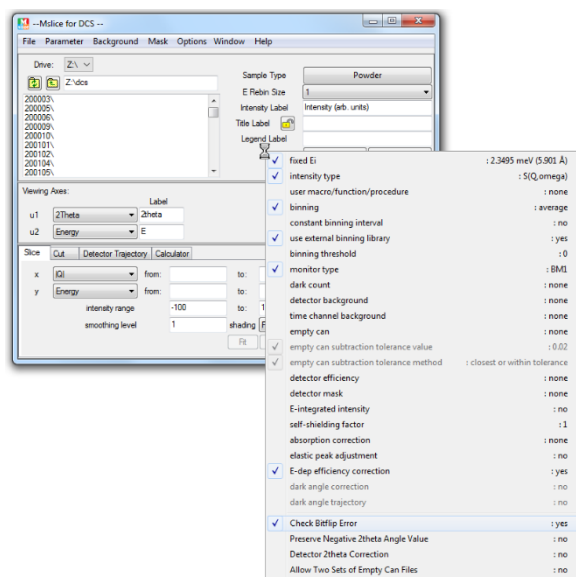 --Mslice for DCS --
File Parameter Background Mask Options Window Help
Drive: Z:\
Z:\dcs
200003\
200005\
200006\
200009\
200010\
200101\
200102\
200104\
200105\
Sample Type Powder
E Rebin Size 1
Intensity Label Intensity (arb. units)
Title Label
Legend Label
Viewing Axes:
Label
u1 2Theta 2theta
u2 Energy E
Slice Cut Detector Trajectory Calculator
x |Q| from: to:
y Energy from: to:
intensity range -100 to: 1
smoothing level 1 shading F
Fit
fixed Ei : 2.3495 meV (5.901 Å)
intensity type : S(Q,omega)
user macro/function/procedure : none
binning : average
constant binning interval : no
use external binning library : yes
binning threshold : 0
monitor type : BM1
dark count : none
detector background : none
time channel background : none
empty can : none
empty can subtraction tolerance value : 0.02
empty can subtraction tolerance method : closest or within tolerance
detector efficiency : none
detector mask : none
E-integrated intensity : no
self-shielding factor : 1
absorption correction : none
elastic peak adjustment : no
E-dep efficiency correction : yes
dark angle correction : no
dark angle trajectory : no
Check Bitflip Error : yes
Preserve Negative 2theta Angle Value : no
Detector 2theta Correction : no
Allow Two Sets of Empty Can Files : no